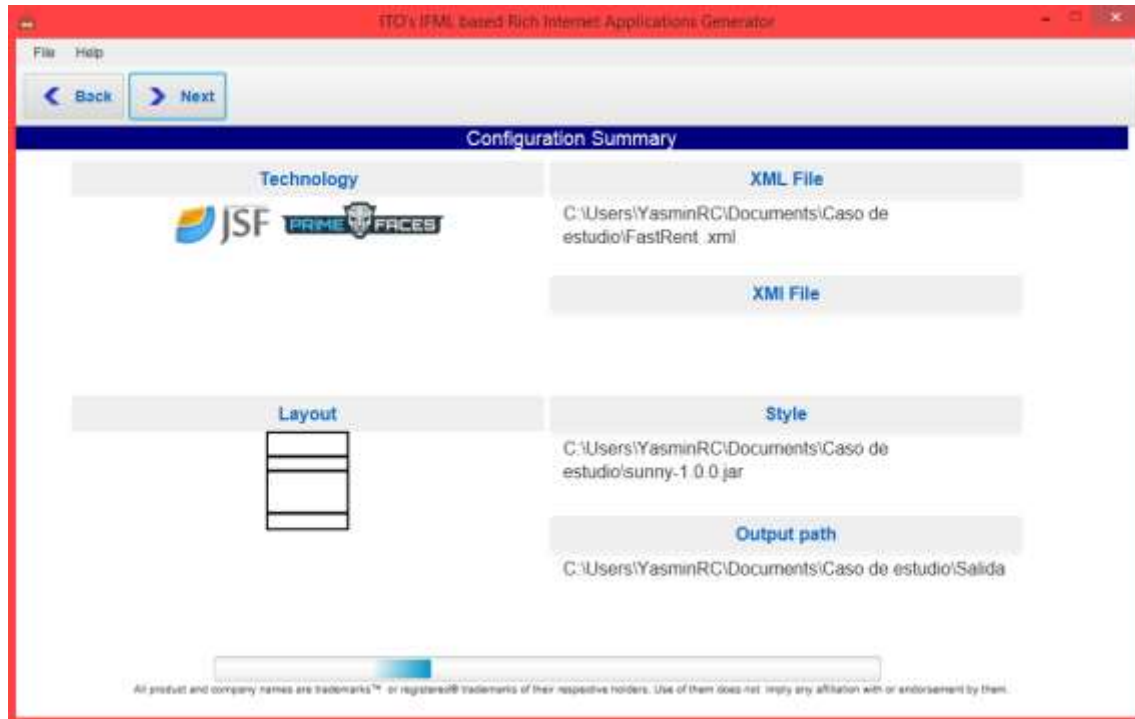 ITO's IFML based Rich Internet Applications Generator
File Help
Back Next
Configuration Summary
Technology
JSF PRIME FACES
XML File
C:\Users\YasminRC\Documents\Caso de
estudio\FastRent .xml
XMI File
Layout
Style
C:\Users\YasminRC\Documents\Caso de
estudio\sunny-1.0.0.jar
Output path
C:\Users\YasminRC\Documents\Caso de estudio\Salida
All product and company names are trademarks™ or registered® trademarks of their respective holders. Use of them does not imply any affiliation with or endorsement by them.